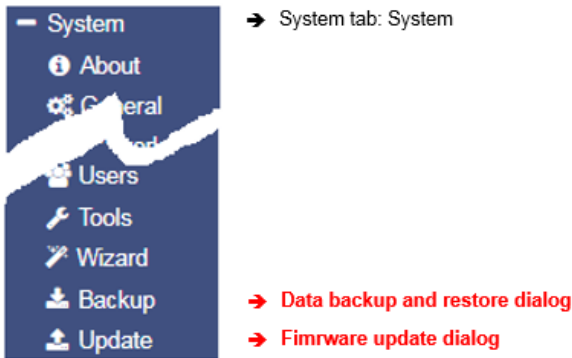 System → System tab: System
About
General
Users
Tools
Wizard
Backup → Data backup and restore dialog
Update → Fimrware update dialog